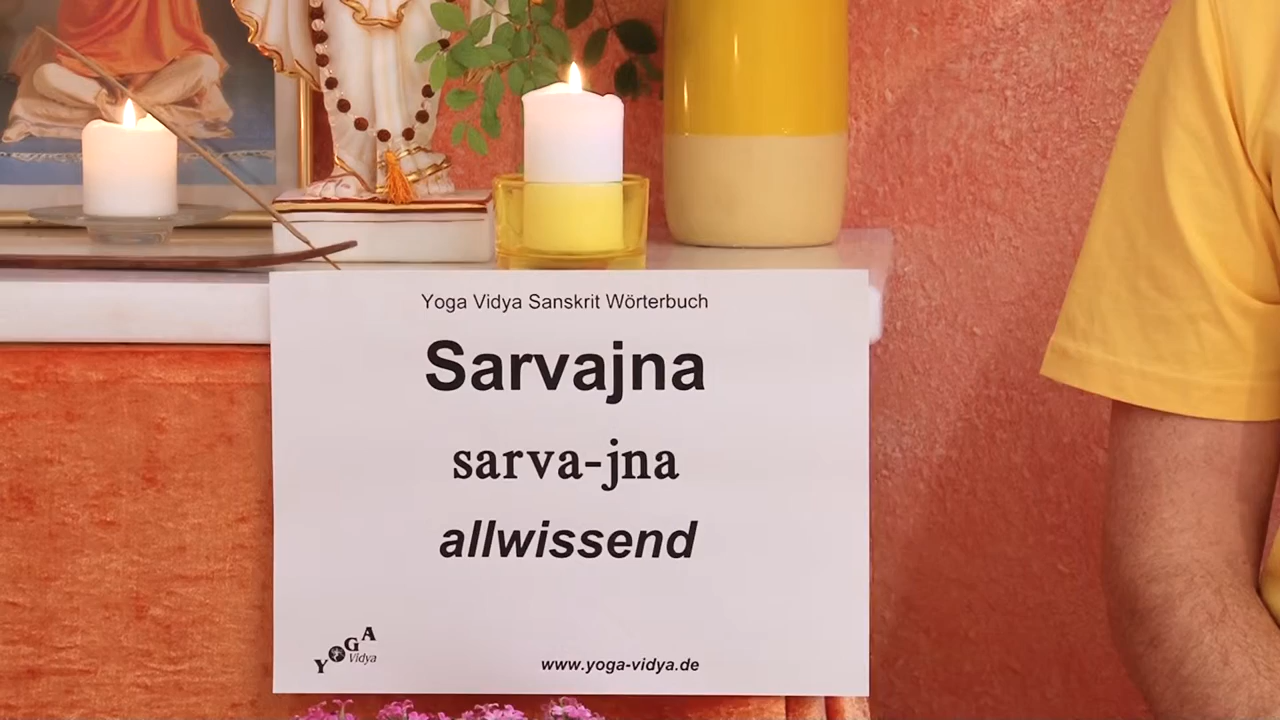 Yoga Vidya Sanskrit Wörterbuch
Sarvajna
sarva-jna
allwissend
YOGA
Vidya
www.yoga-vidya.de